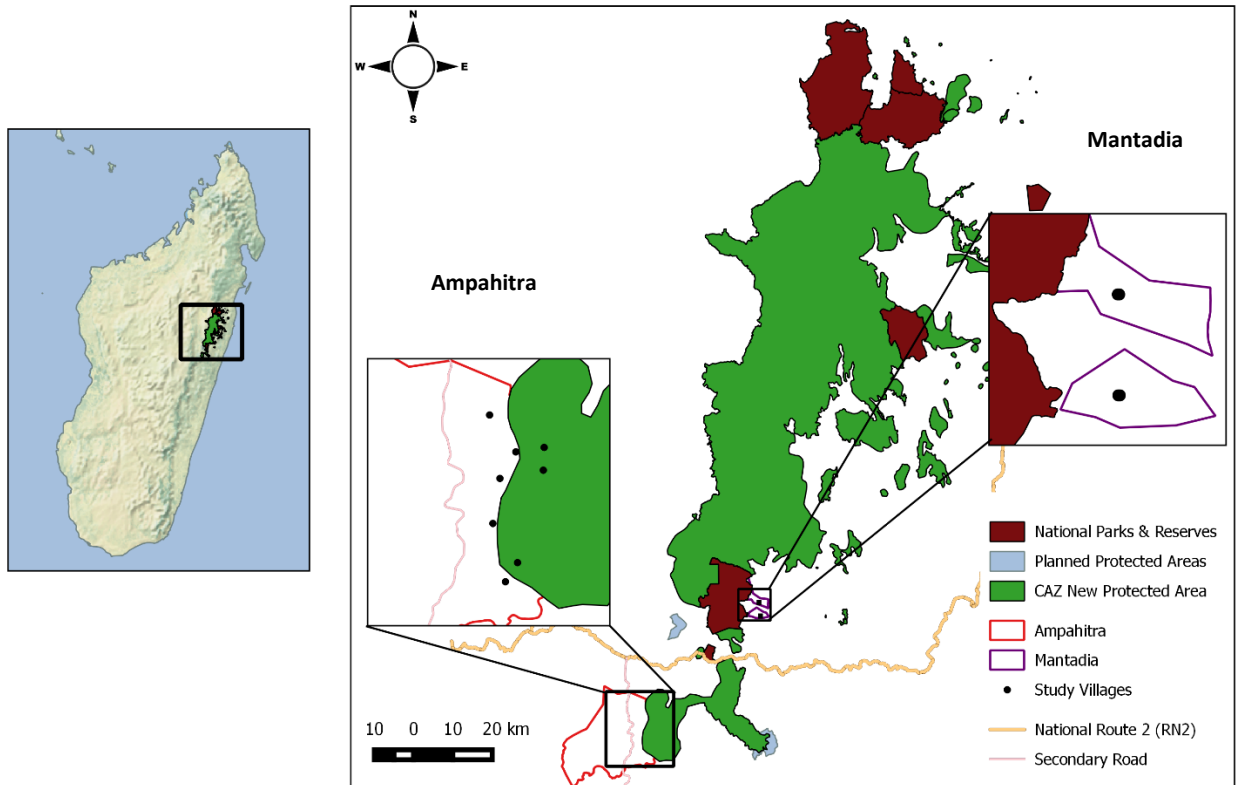 N
W E
S
Mantadia
Ampahitra
National Parks & Reserves
Planned Protected Areas
CAZ New Protected Area
Ampahitra
Mantadia
Study Villages
National Route 2 (RN2)
Secondary Road
10 0 10 20 km